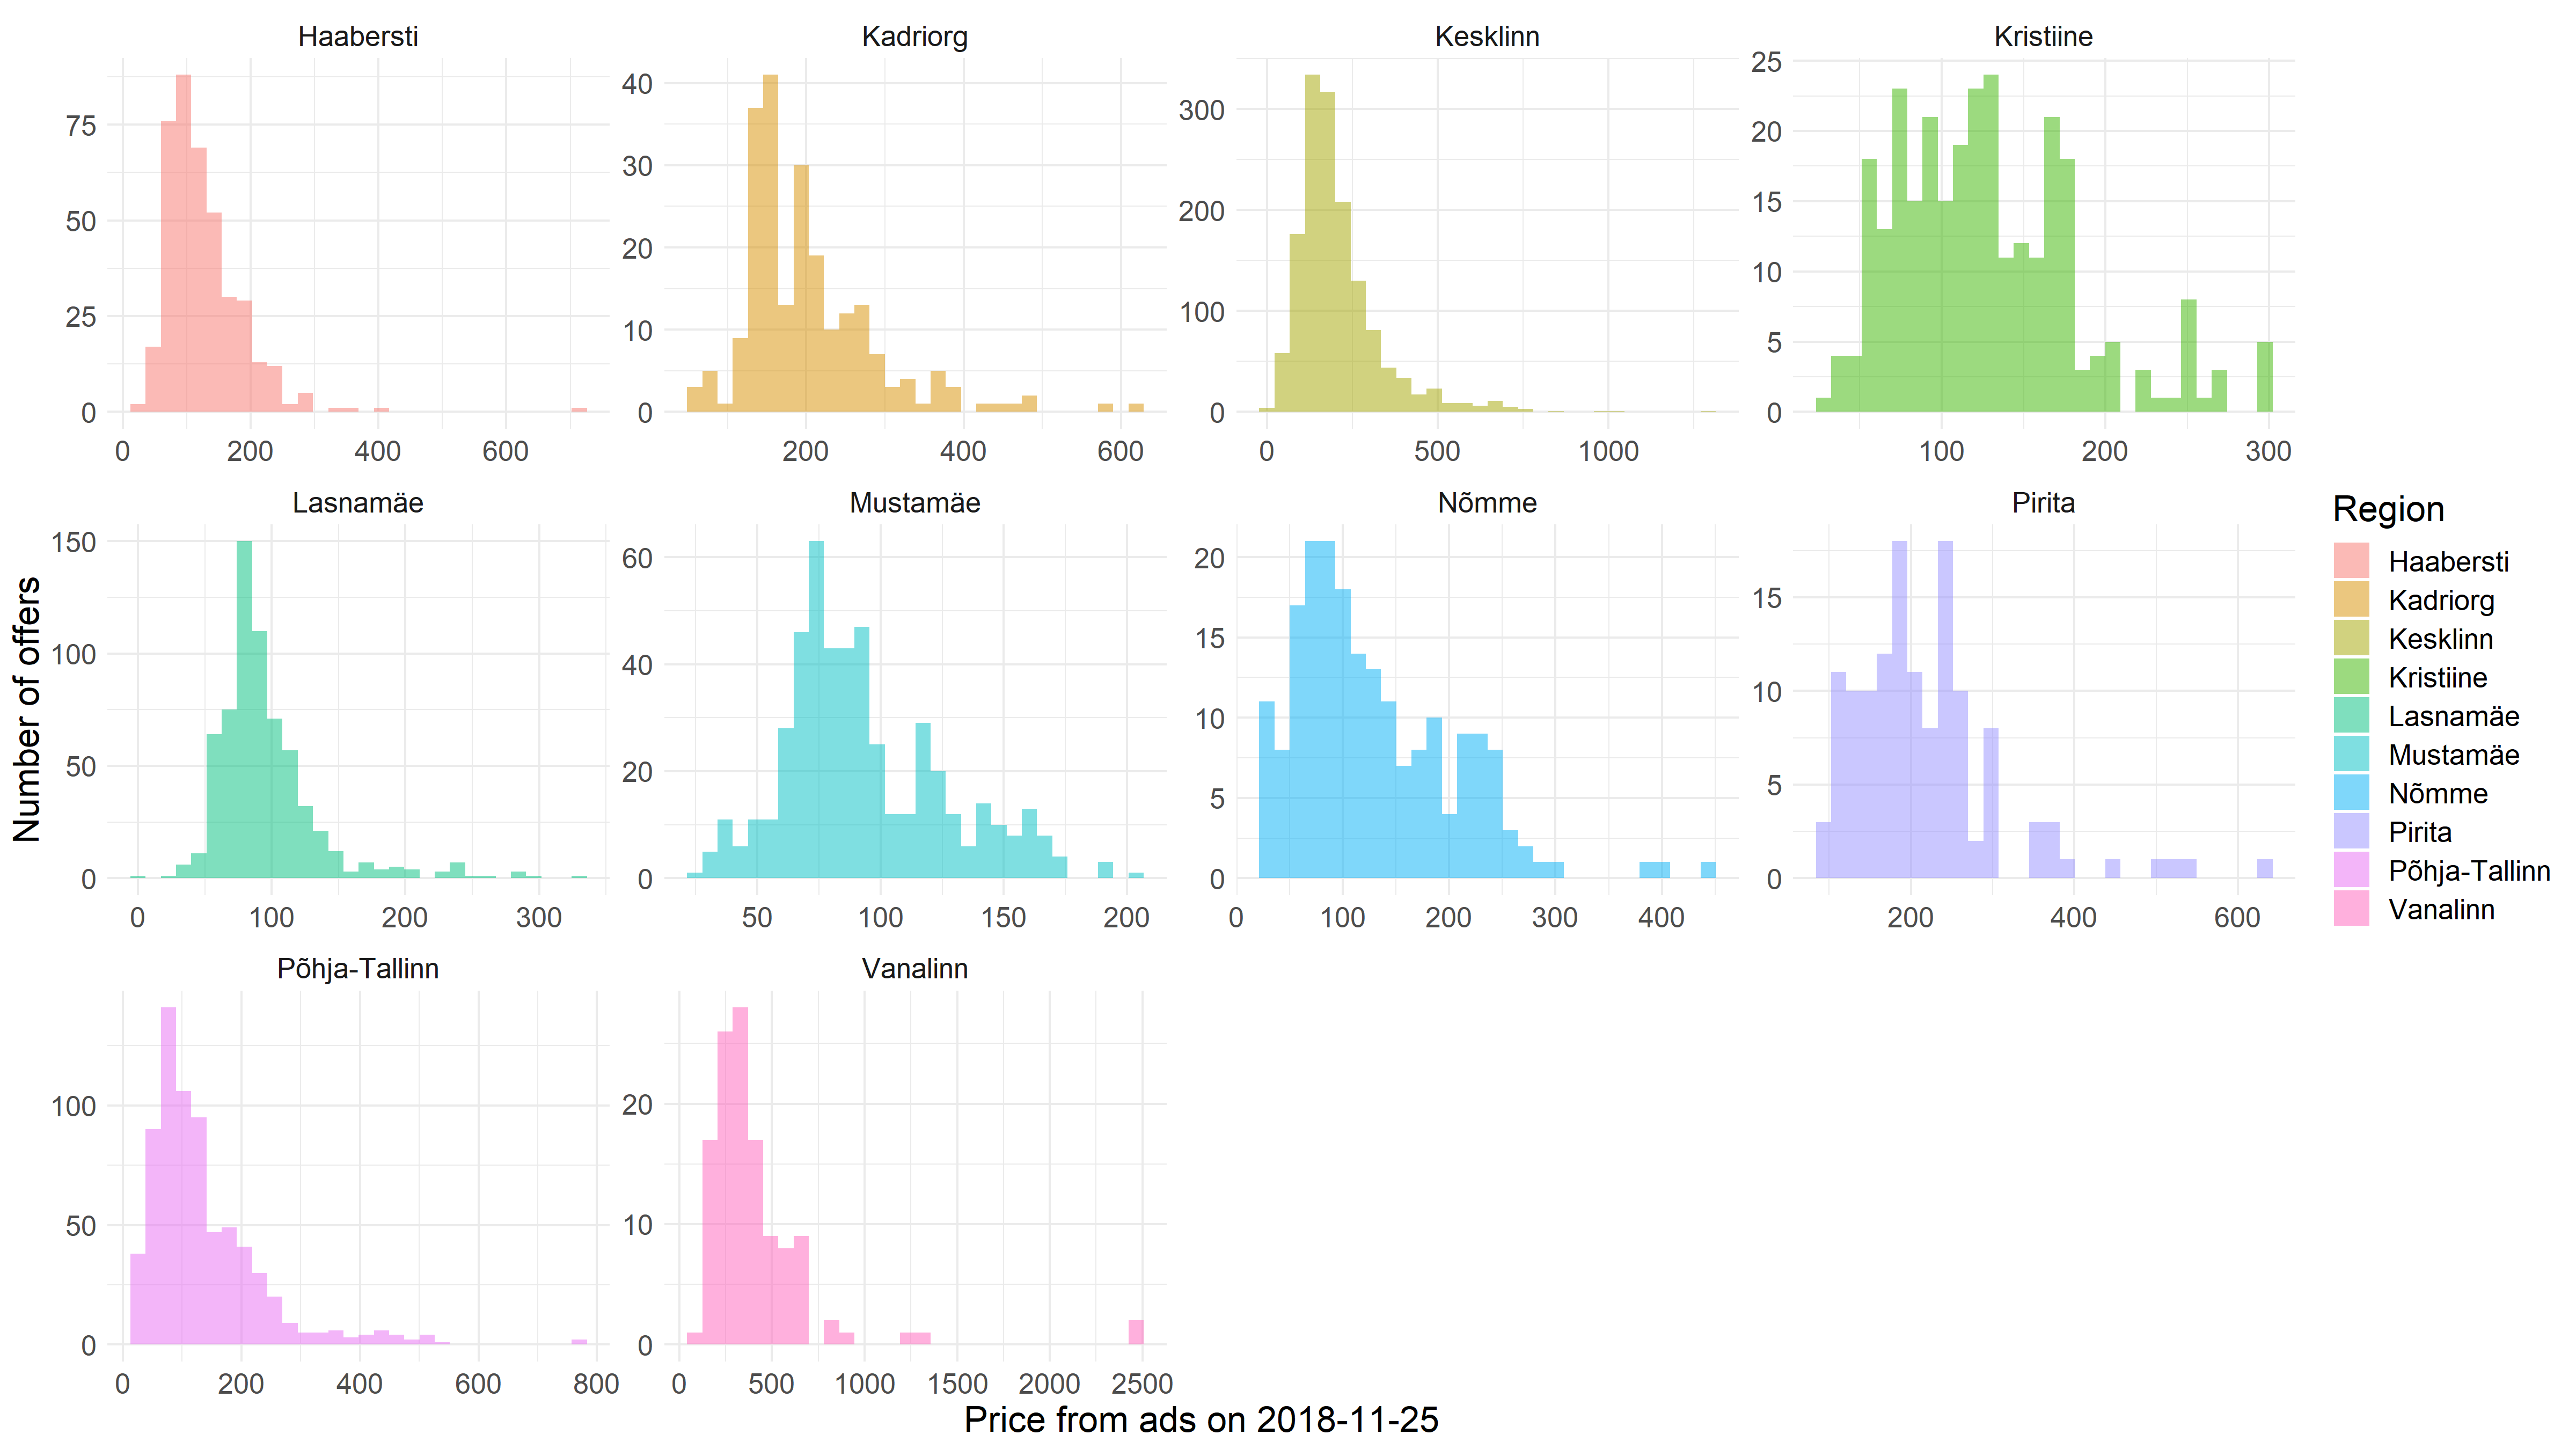 Haabersti
Kadriorg
Kesklinn
Kristiine
75
50
25
0
0 200 400 600
40
30
20
10
0
200 400 600
300
200
100
0
0 500 1000
25
20
15
10
5
0
100 200 300
Lasnamäe
Mustamäe
Nõmme
Pirita
150
100
50
0
0 100 200 300
60
40
20
0
50 100 150 200
20
15
10
5
0
0 100 200 300 400
15
10
5
0
200 400 600
Põhja-Tallinn
Vanalinn
100
50
0
0 200 400 600 800
20
10
0
0 500 1000 1500 2000 2500
Number of offers
Price from ads on 2018-11-25
Region
Haabersti
Kadriorg
Kesklinn
Kristiine
Lasnamäe
Mustamäe
Nõmme
Pirita
Põhja-Tallinn
Vanalinn